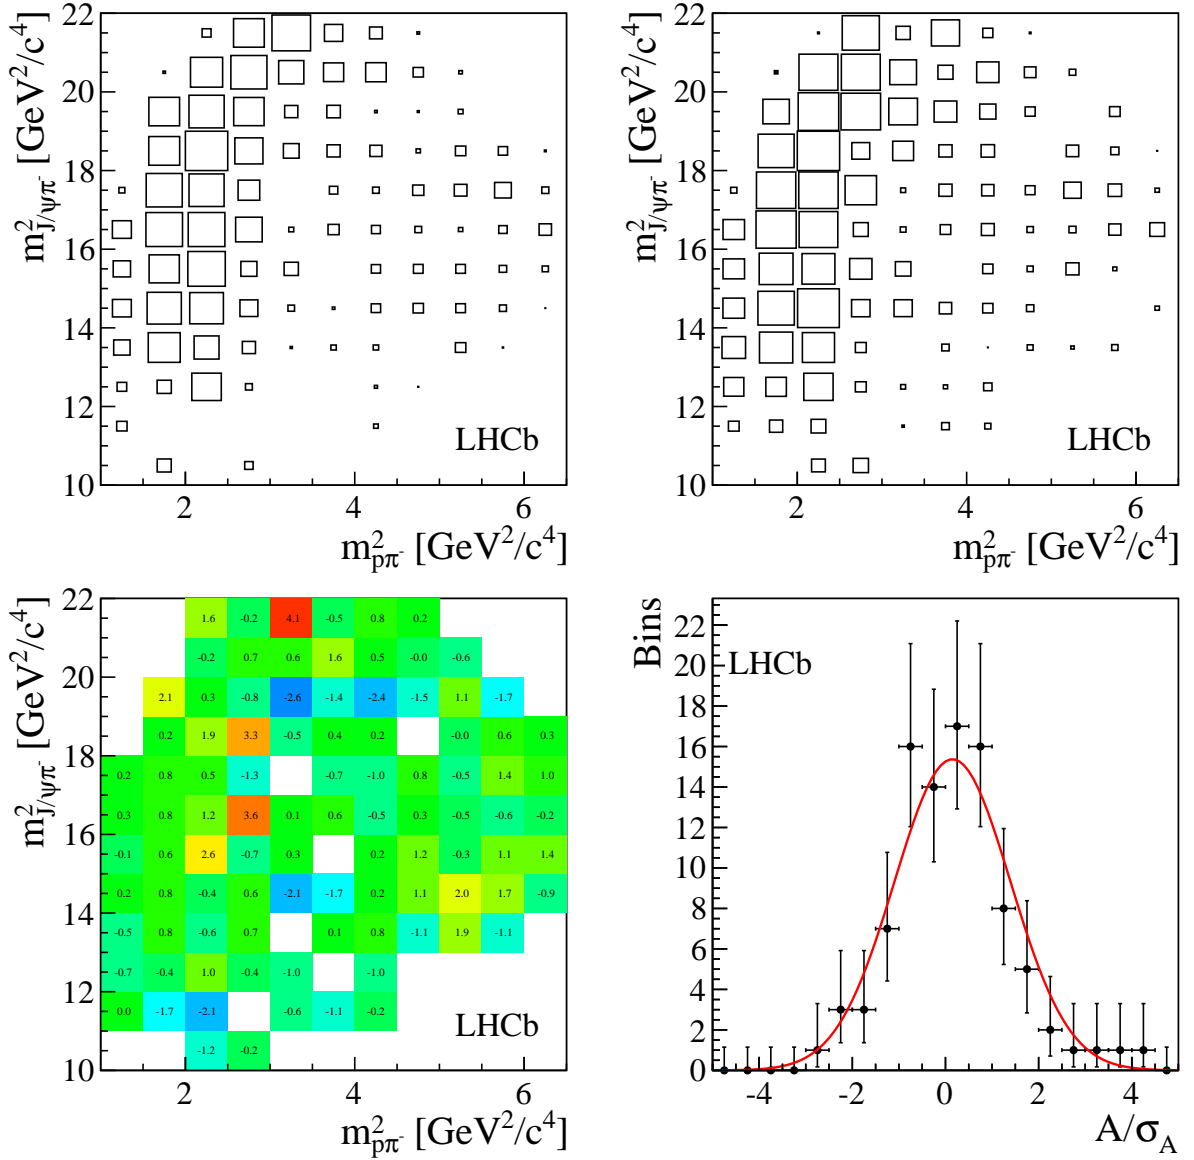 m²J/ψπ⁻ [GeV²/c⁴]
22
20
18
16
14
12
10
LHCb
2 4 6
m²pπ⁻ [GeV²/c⁴]
m²J/ψπ⁻ [GeV²/c⁴]
22
20
18
16
14
12
10
LHCb
2 4 6
m²pπ⁻ [GeV²/c⁴]
m²J/ψπ⁻ [GeV²/c⁴]
22
20
18
16
14
12
10
1.6 -0.2 4.1 -0.5 0.8 0.2
-0.2 0.7 0.6 1.6 0.5 -0.0 -0.6
2.1 0.3 -0.8 -2.6 -1.4 -2.4 -1.5 1.1 -1.7
0.2 1.9 3.3 -0.5 0.4 0.2 -0.0 0.6 0.3
0.2 0.8 0.5 -1.3 -0.7 -1.0 0.8 -0.5 1.4 1.0
0.3 0.8 1.2 3.6 0.1 0.6 -0.5 0.3 -0.5 -0.6 -0.2
-0.1 0.6 2.6 -0.7 0.3 0.2 1.2 -0.3 1.1 1.4
0.2 0.8 -0.4 0.6 -2.1 -1.7 0.2 1.1 2.0 1.7 -0.9
-0.5 0.8 -0.6 0.7 0.1 0.8 -1.1 1.9 -1.1
-0.7 -0.4 1.0 -0.4 -1.0 -1.0
0.0 -1.7 -2.1 -0.6 -1.1 -0.2
-1.2 -0.2
LHCb
2 4 6
m²pπ⁻ [GeV²/c⁴]
Bins
22
20
18
16
14
12
10
8
6
4
2
0
LHCb
-4 -2 0 2 4
A/σ_A